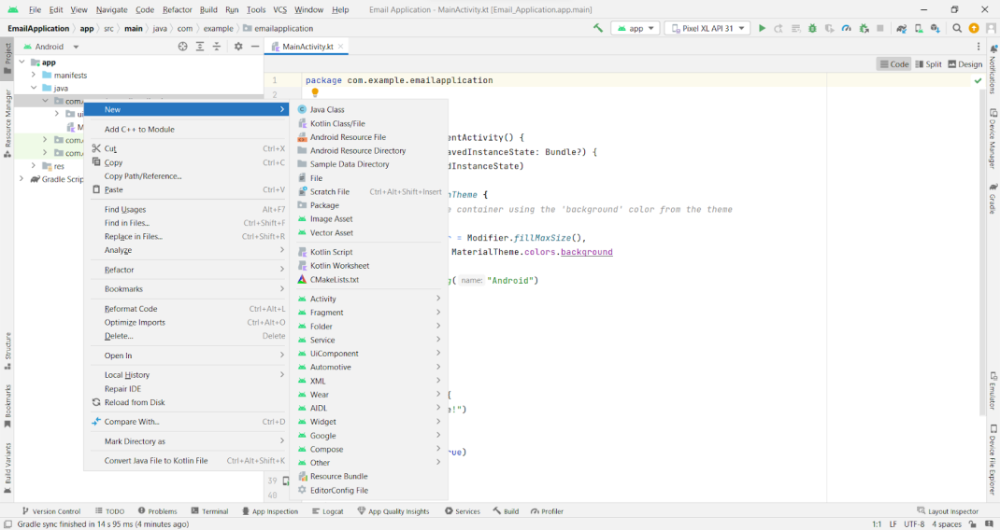 File Edit View Navigate Code Refactor Build Run Tools VCS Window Help Email Application - MainActivity.kt [Email_Application.app.main]
EmailApplication app src main java com example emailapplication app Pixel XL API 31
Project
Android
MainActivity.kt
Notifications
app
Code Split Design
manifests
java
1 package com.example.emailapplication
2
com.
New
Java Class
ui
Kotlin Class/File
M
Add C++ to Module
Android Resource File
entActivity() {
com.
Cut Ctrl+X
Android Resource Directory
avedInstanceState: Bundle?) {
com.
Copy Ctrl+C
Sample Data Directory
dInstanceState)
res
Copy Path/Reference...
File
Gradle Scrip
Paste Ctrl+V
Scratch File Ctrl+Alt+Shift+Insert
nTheme {
Package
Find Usages Alt+F7
e container using the 'background' color from the theme
Find in Files... Ctrl+Shift+F
Image Asset
Replace in Files... Ctrl+Shift+R
Vector Asset
r = Modifier.fillMaxSize(),
Analyze
Kotlin Script
MaterialTheme.colors.background
Refactor
Kotlin Worksheet
CMakeLists.txt
g( name: "Android")
Bookmarks
Activity
Reformat Code Ctrl+Alt+L
Fragment
Optimize Imports Ctrl+Alt+O
Folder
Delete... Delete
Service
Open In
UiComponent
Automotive
Local History
XML
Repair IDE
Wear
{
Reload from Disk
AIDL
e!")
Compare With... Ctrl+D
Widget
Mark Directory as
Google
Compose
rue)
Convert Java File to Kotlin File Ctrl+Alt+Shift+K
Other
39
Resource Bundle
40
EditorConfig File
Resource Manager
Structure
Bookmarks
Build Variants
Device Manager
Gradle
Emulator
Device File Explorer
Version Control TODO Problems Terminal App Inspection Logcat App Quality Insights Services Build Profiler Layout Inspector
Gradle sync finished in 14 s 95 ms (4 minutes ago) 1:1 LF UTF-8 4 spaces